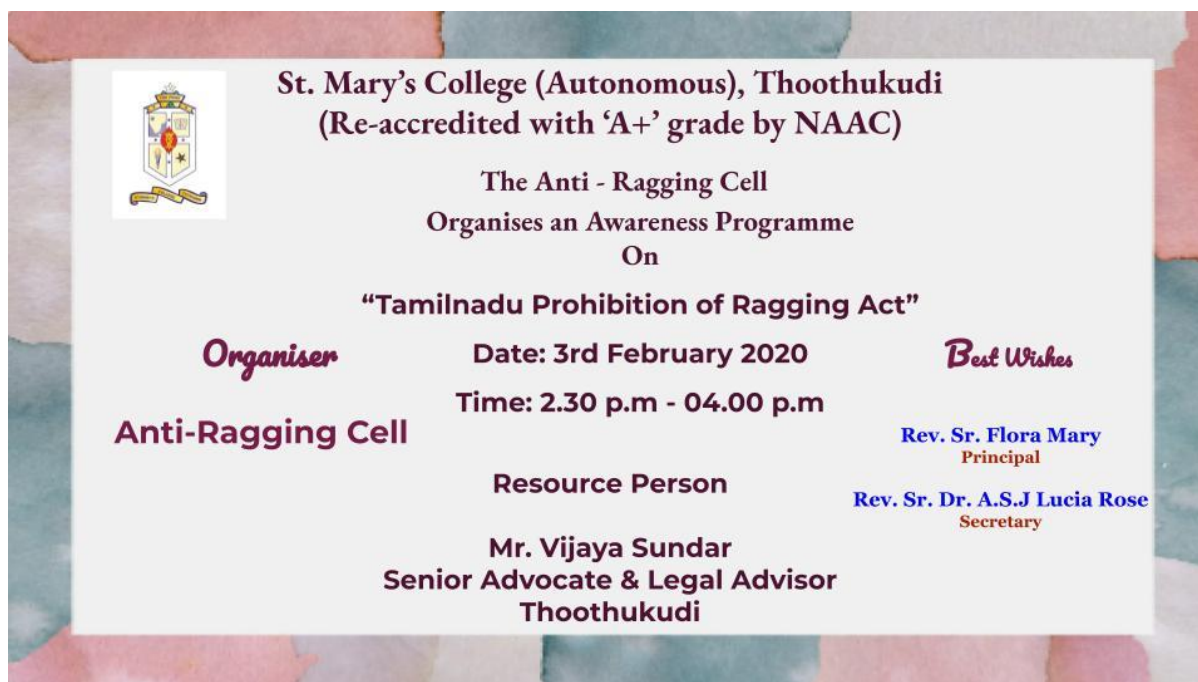 St. Mary’s College (Autonomous), Thoothukudi
(Re-accredited with ‘A+’ grade by NAAC)
The Anti - Ragging Cell
Organises an Awareness Programme
On
“Tamilnadu Prohibition of Ragging Act”
Organiser
Anti-Ragging Cell
Date: 3rd February 2020
Time: 2.30 p.m - 04.00 p.m
Resource Person
Mr. Vijaya Sundar
Senior Advocate & Legal Advisor
Thoothukudi
Best Wishes
Rev. Sr. Flora Mary
Principal
Rev. Sr. Dr. A.S.J Lucia Rose
Secretary